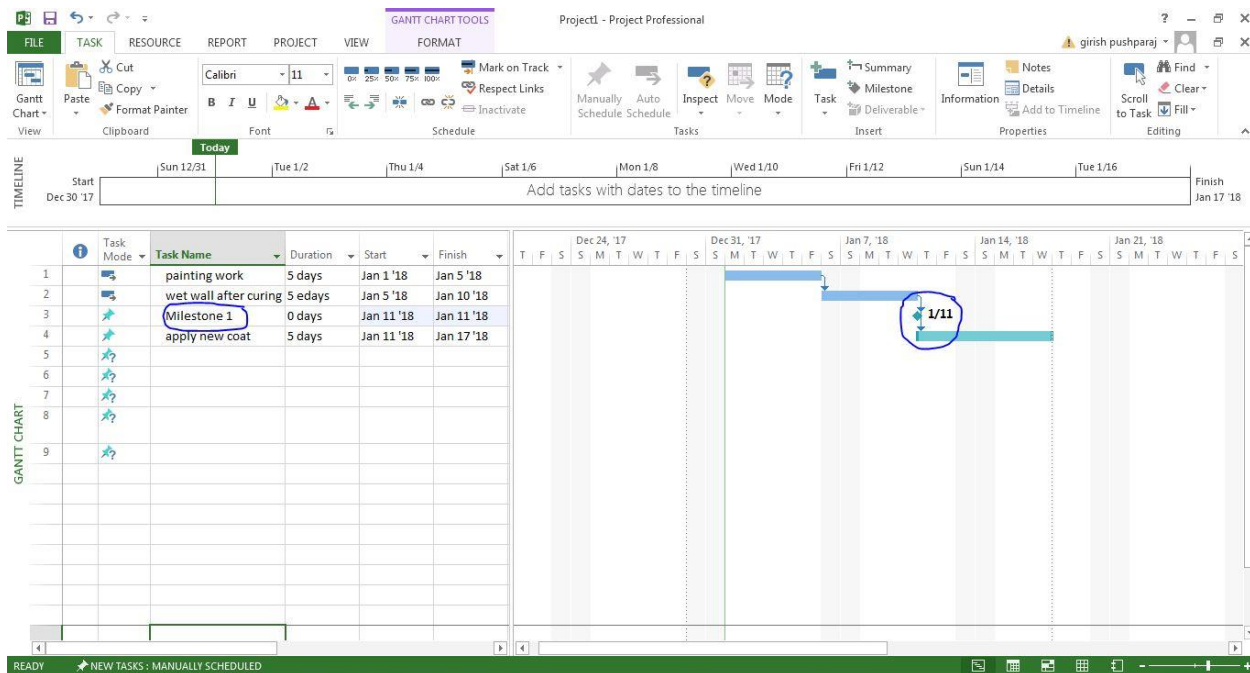 GANTT CHART TOOLS
Project1 - Project Professional
?
FILE TASK RESOURCE REPORT PROJECT VIEW FORMAT
girish pushparaj
Gantt Chart
View
Paste
Cut
Copy
Format Painter
Clipboard
Calibri 11
B I U A
Font
0× 25× 50× 75× 100×
Mark on Track
Respect Links
Inactivate
Schedule
Manually Schedule
Auto Schedule
Inspect
Move
Mode
Tasks
Task
Summary
Milestone
Deliverable
Insert
Information
Notes
Details
Add to Timeline
Properties
Scroll to Task
Find
Clear
Fill
Editing
TIMELINE
Today
Sun 12/31 Tue 1/2 Thu 1/4 Sat 1/6 Mon 1/8 Wed 1/10 Fri 1/12 Sun 1/14 Tue 1/16
Start
Dec 30 '17
Add tasks with dates to the timeline
Finish
Jan 17 '18
Task Mode Task Name Duration Start Finish
Dec 24, '17 Dec 31, '17 Jan 7, '18 Jan 14, '18 Jan 21, '18
T F S S M T W T F S S M T W T F S S M T W T F S S M T W T F S S M T W T F S
1 painting work 5 days Jan 1 '18 Jan 5 '18
2 wet wall after curing 5 edays Jan 5 '18 Jan 10 '18
3 Milestone 1 0 days Jan 11 '18 Jan 11 '18
1/11
4 apply new coat 5 days Jan 11 '18 Jan 17 '18
5 ?
6 ?
7 ?
8 ?
9 ?
GANTT CHART
READY NEW TASKS : MANUALLY SCHEDULED